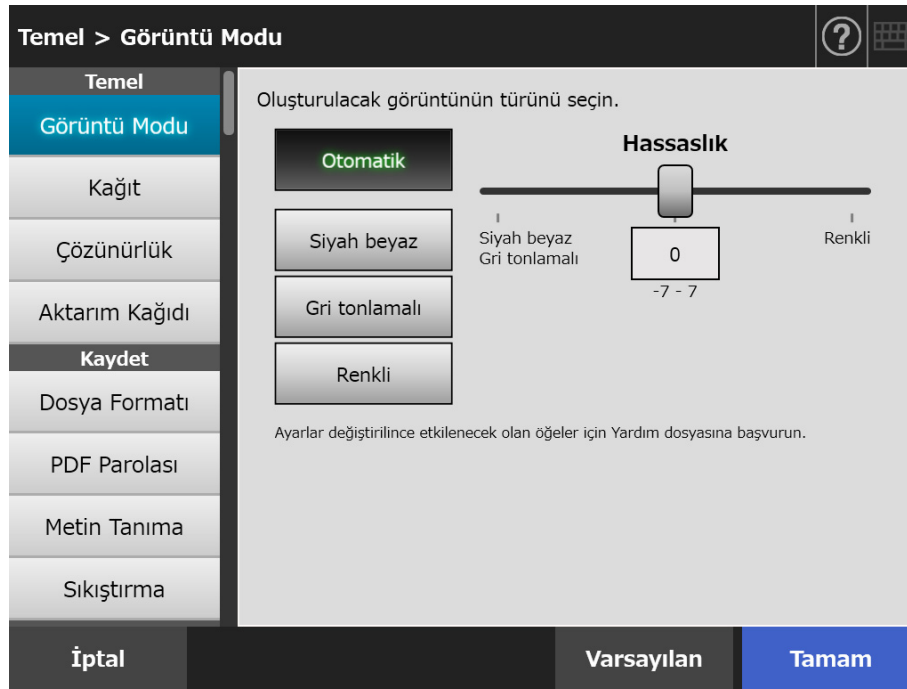 Temel > Görüntü Modu
?
Temel
Görüntü Modu
Kağıt
Çözünürlük
Aktarım Kağıdı
Kaydet
Dosya Formatı
PDF Parolası
Metin Tanıma
Sıkıştırma
Oluşturulacak görüntünün türünü seçin.
Otomatik
Siyah beyaz
Gri tonlamalı
Renkli
Hassaslık
Siyah beyaz
Gri tonlamalı
0
-7 - 7
Renkli
Ayarlar değiştirilince etkilenecek olan öğeler için Yardım dosyasına başvurun.
İptal
Varsayılan
Tamam